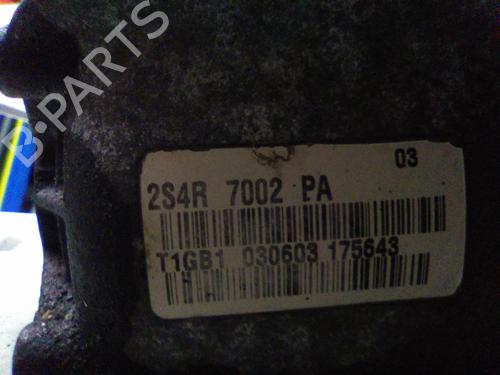 B-PARTS
03
2S4R 7002 PA
T1GB1 030603 175643
H A